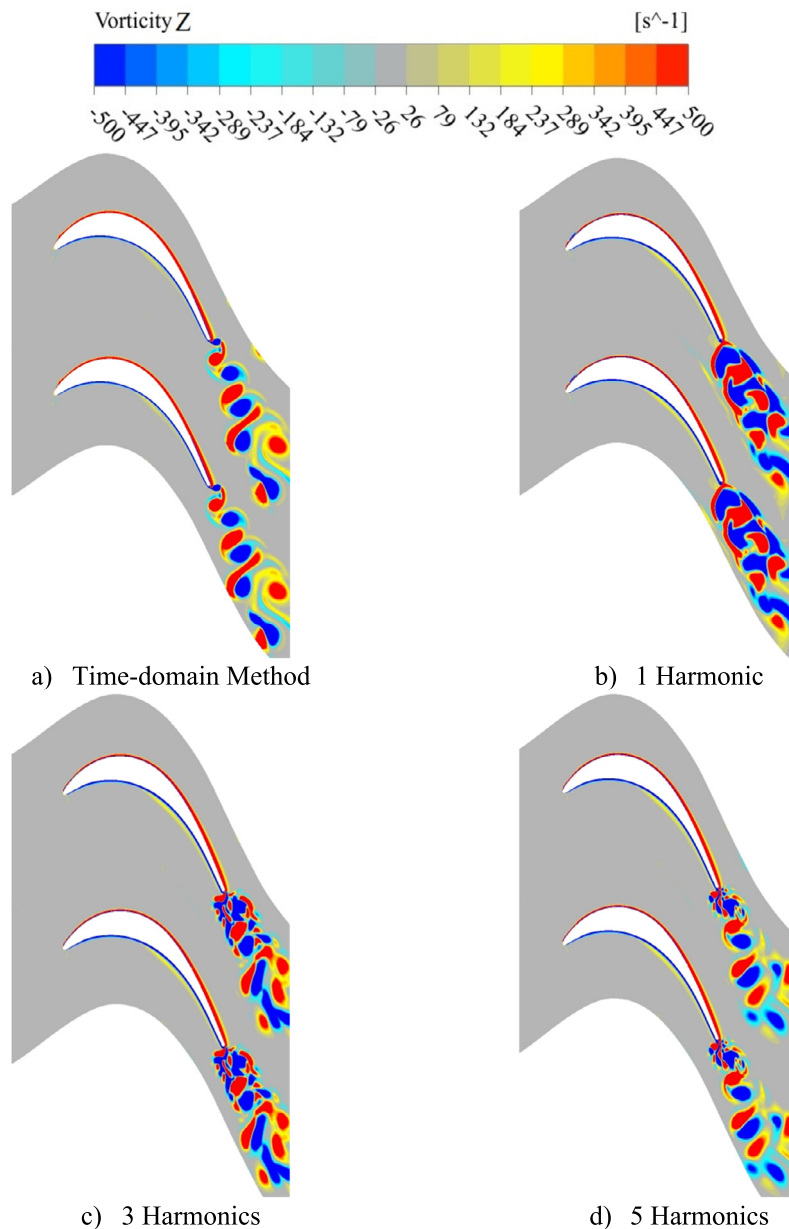 Vorticity Z [s^-1]
-500 -447 -395 -342 -289 -237 -184 -132 -79 -26 26 79 132 184 237 289 342 395 447 500
a) Time-domain Method
b) 1 Harmonic
c) 3 Harmonics
d) 5 Harmonics